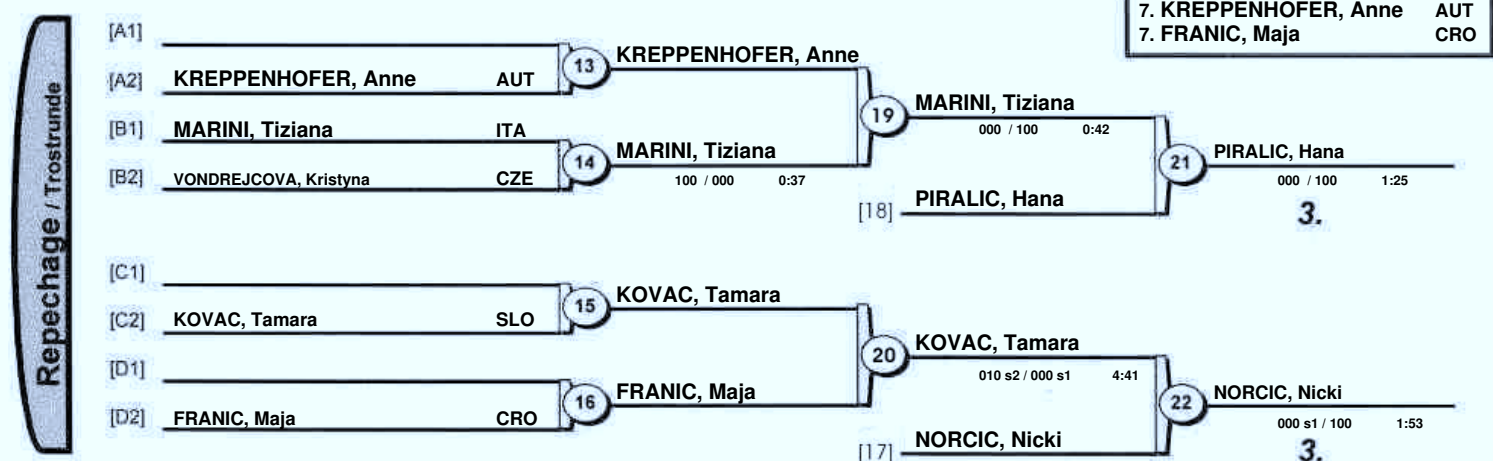 7. KREPPENHOFER, Anne AUT
7. FRANIC, Maja CRO
Repechage / Trostrunde
[A1]
[A2] KREPPENHOFER, Anne AUT
13 KREPPENHOFER, Anne
[B1] MARINI, Tiziana ITA
[B2] VONDREJCOVA, Kristyna CZE
14 MARINI, Tiziana
100 / 000 0:37
19 MARINI, Tiziana
000 / 100 0:42
[18] PIRALIC, Hana
21 PIRALIC, Hana
000 / 100 1:25
3.
[C1]
[C2] KOVAC, Tamara SLO
15 KOVAC, Tamara
[D1]
[D2] FRANIC, Maja CRO
16 FRANIC, Maja
20 KOVAC, Tamara
010 s2 / 000 s1 4:41
[17] NORCIC, Nicki
22 NORCIC, Nicki
000 s1 / 100 1:53
3.